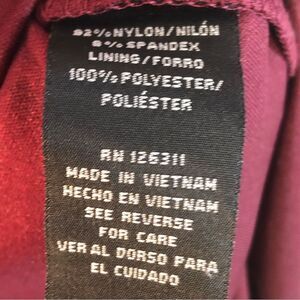 92% NYLON/NILÓN
8% SPANDEX
LINING/FORRO
100% POLYESTER/
POLIÉSTER
RN 126311
MADE IN VIETNAM
HECHO EN VIETNAM
SEE REVERSE
FOR CARE
VER AL DORSO PARA
EL CUIDADO